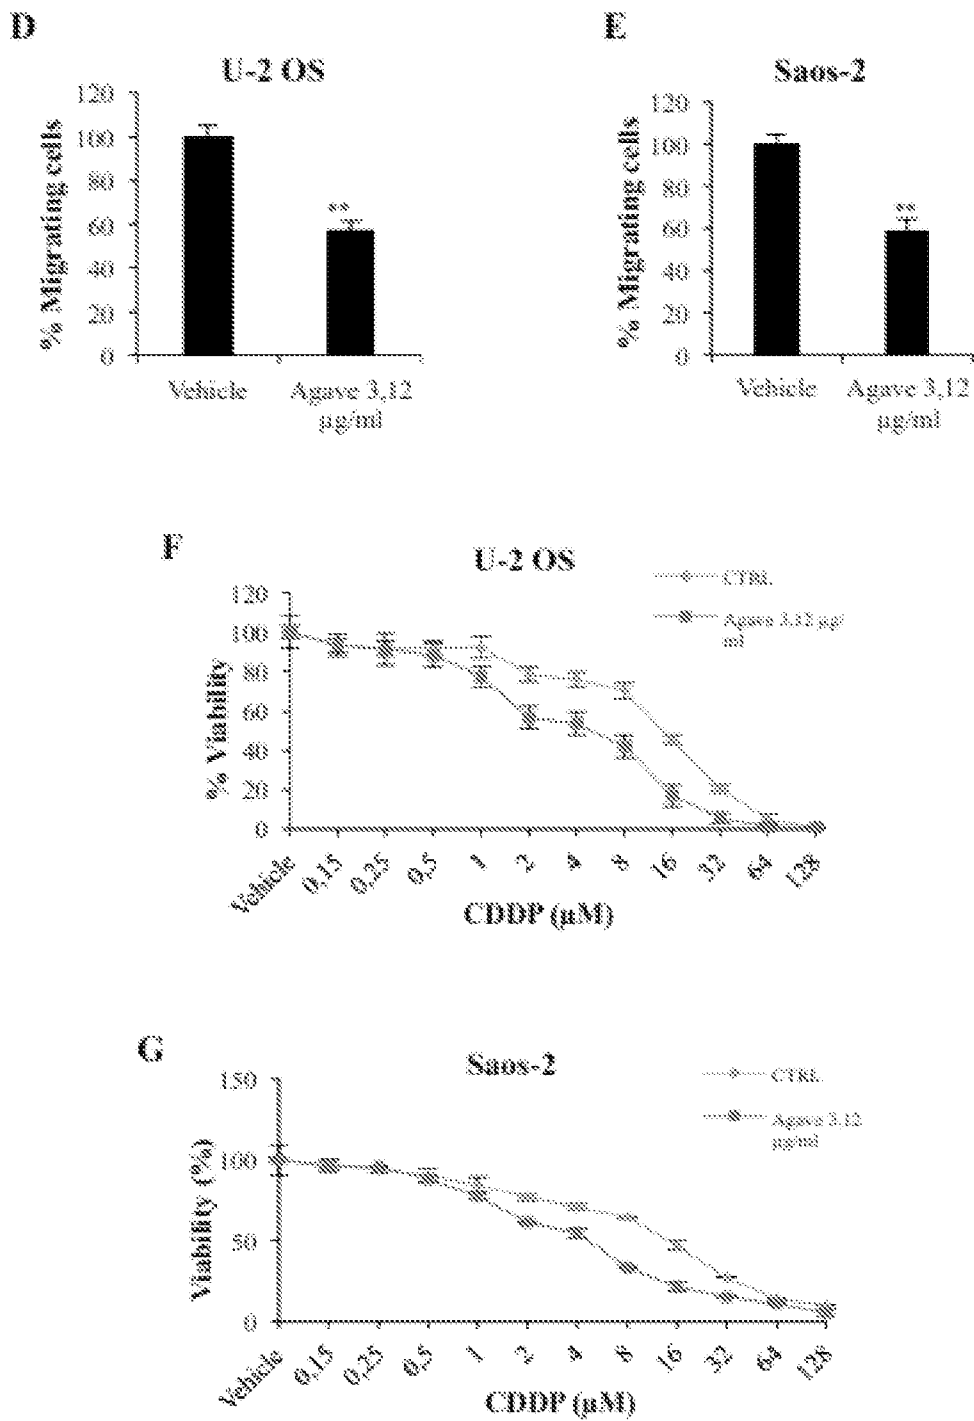 D
U-2 OS
% Migrating cells
120
100
80
60
40
20
0
**
Vehicle
Agave 3,12
µg/ml
E
Saos-2
% Migrating cells
120
100
80
60
40
20
0
**
Vehicle
Agave 3,12
µg/ml
F
U-2 OS
CTRL
Agave 3,12 µg/
ml
% Viability
120
100
80
60
40
20
0
Vehicle
0,15
0,25
0,5
1
2
4
8
16
32
64
128
CDDP (µM)
G
Saos-2
CTRL
Agave 3,12
µg/ml
Viability (%)
150
100
50
0
Vehicle
0,15
0,25
0,5
1
2
4
8
16
32
64
128
CDDP (µM)